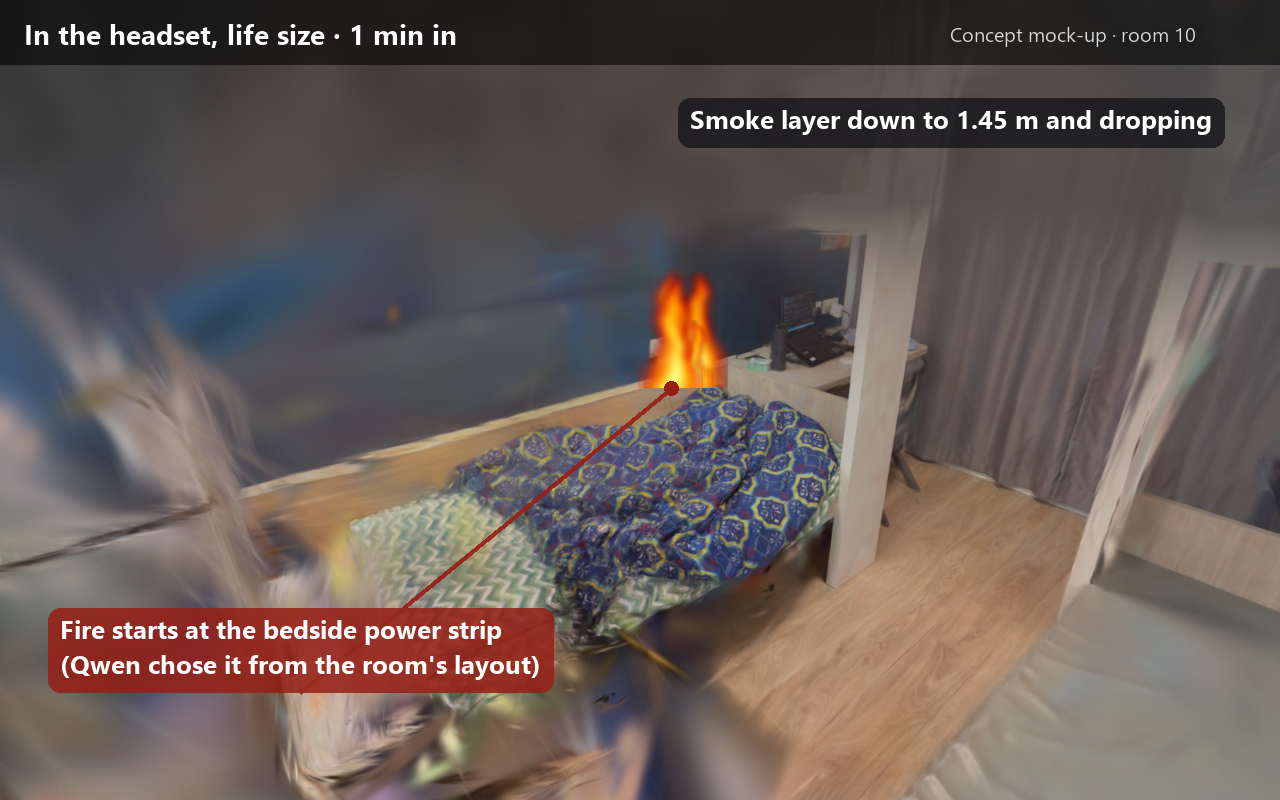 In the headset, life size · 1 min in
Concept mock-up · room 10
Smoke layer down to 1.45 m and dropping
Fire starts at the bedside power strip
(Qwen chose it from the room's layout)